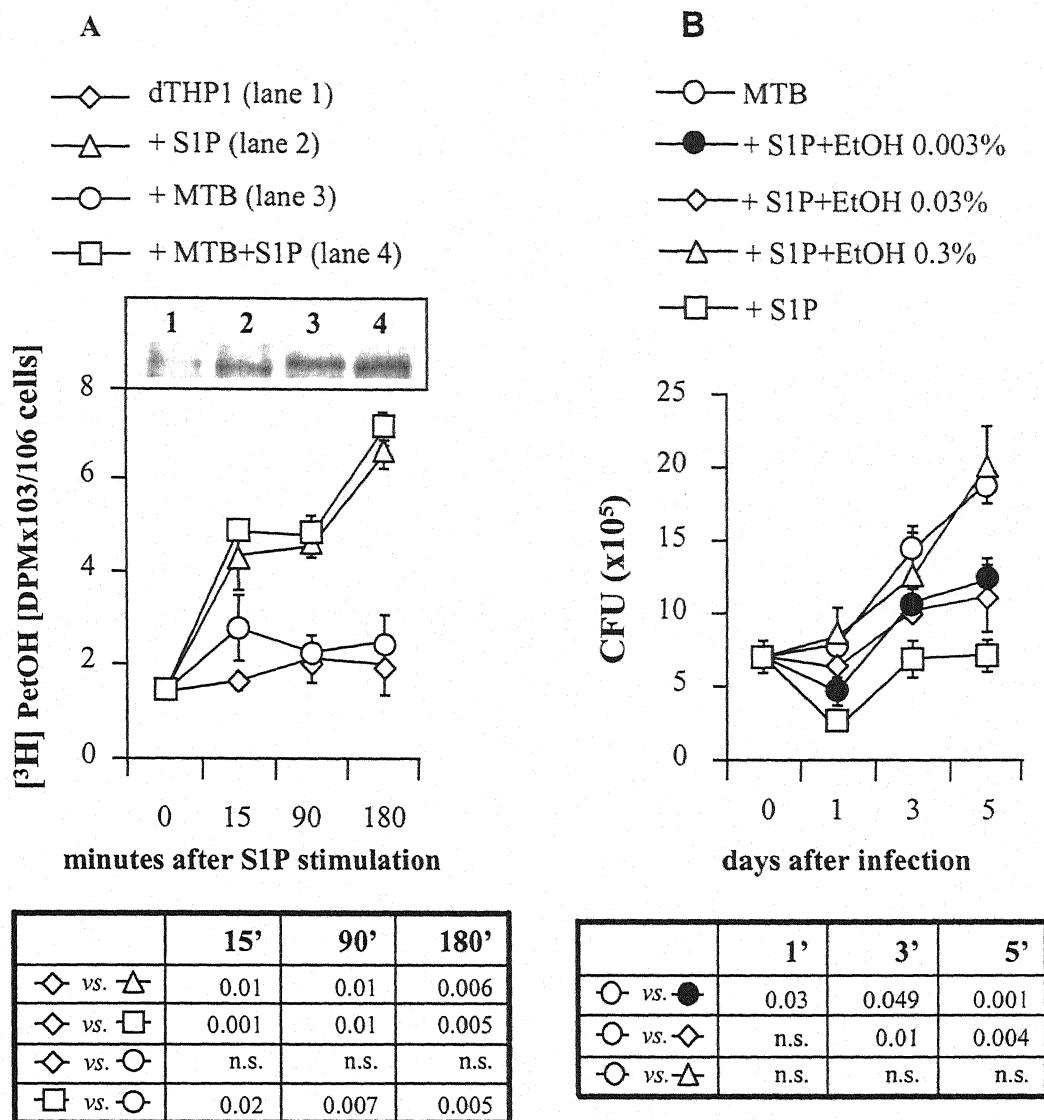 A
dTHP1 (lane 1)
+ S1P (lane 2)
+ MTB (lane 3)
+ MTB+S1P (lane 4)
1 2 3 4
[³H] PetOH [DPMx103/106 cells]
8
6
4
2
0
0 15 90 180
minutes after S1P stimulation
15' 90' 180'
vs. 0.01 0.01 0.006
vs. 0.001 0.01 0.005
vs. n.s. n.s. n.s.
vs. 0.02 0.007 0.005
B
MTB
+ S1P+EtOH 0.003%
+ S1P+EtOH 0.03%
+ S1P+EtOH 0.3%
+ S1P
CFU (x10⁵)
25
20
15
10
5
0
0 1 3 5
days after infection
1' 3' 5'
vs. 0.03 0.049 0.001
vs. n.s. 0.01 0.004
vs. n.s. n.s. n.s.